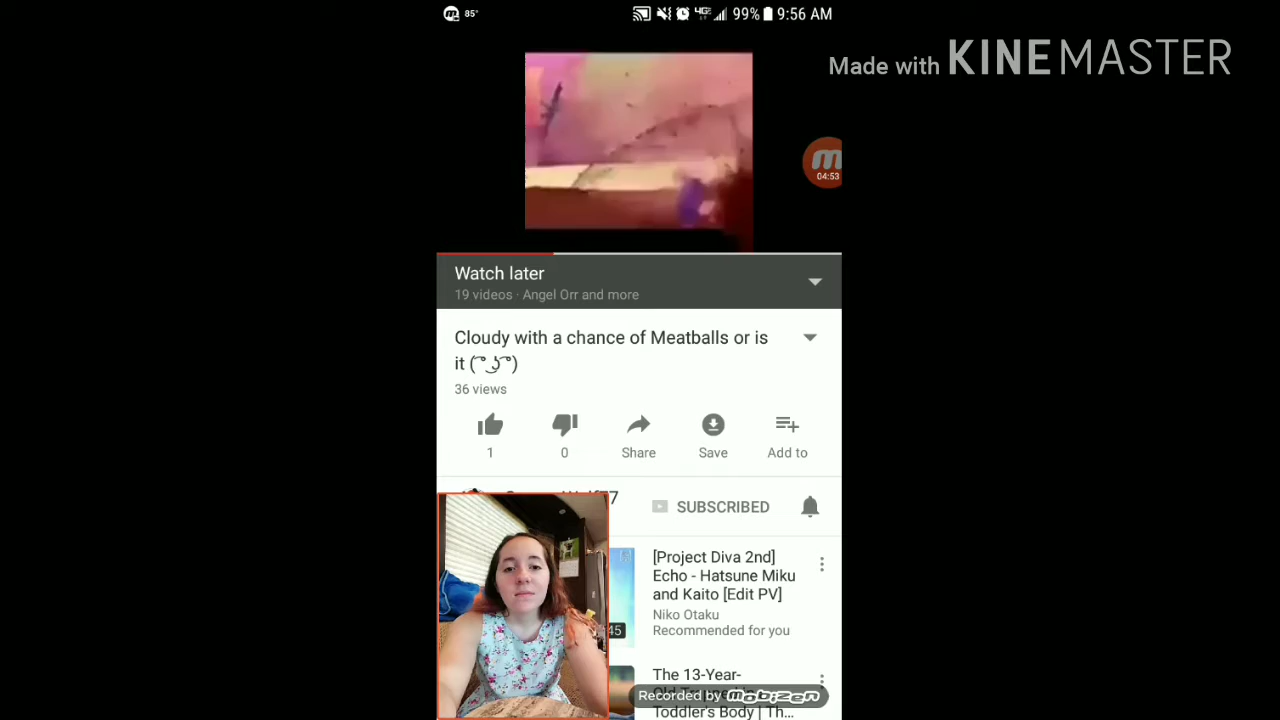 85°
4G 99% 9:56 AM
Made with KINEMASTER
04:53
Watch later
19 videos · Angel Orr and more
Cloudy with a chance of Meatballs or is
it ( ͡° ͜ʖ ͡°)
36 views
1
0
Share
Save
Add to
SUBSCRIBED
[Project Diva 2nd]
Echo - Hatsune Miku
and Kaito [Edit PV]
Niko Otaku
Recommended for you
45
The 13-Year-
Recorded by mobizen
Toddler's Body | Th...